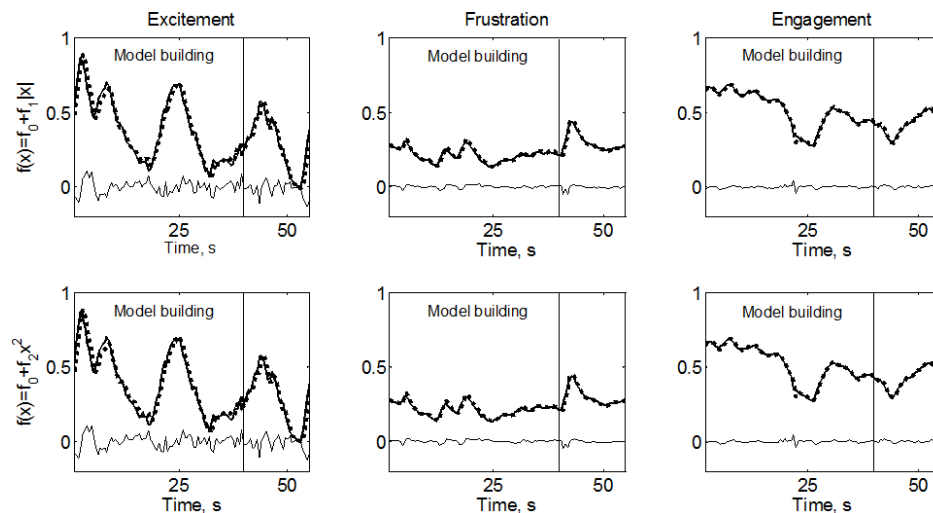 Excitement Frustration Engagement
f(x)=f₀+f₁|x|
1 1 1
Model building Model building Model building
0.5 0.5 0.5
0 0 0
25 50 25 50 25 50
Time, s Time, s Time, s
f(x)=f₀+f₂x²
1 1 1
Model building Model building Model building
0.5 0.5 0.5
0 0 0
25 50 25 50 25 50
Time, s Time, s Time, s